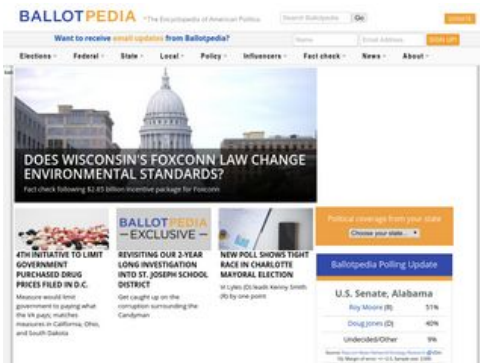 BALLOTPEDIA
"The Encyclopedia of American Politics
Search Ballotpedia
Go
DONATE
Want to receive email updates from Ballotpedia?
Name
Email Address
SIGN UP!
Elections
Federal
State
Local
Policy
Influencers
Fact check
News
About
DOES WISCONSIN'S FOXCONN LAW CHANGE
ENVIRONMENTAL STANDARDS?
Fact check following $2.85 billion incentive package for Foxconn
4TH INITIATIVE TO LIMIT
GOVERNMENT
PURCHASED DRUG
PRICES FILED IN D.C.
Measure would limit
government to paying what
the VA pays; matches
measures in California, Ohio,
and South Dakota
BALLOTPEDIA
—EXCLUSIVE—
REVISITING OUR 2-YEAR
LONG INVESTIGATION
INTO ST. JOSEPH SCHOOL
DISTRICT
Get caught up on the
corruption surrounding the
Candyman
NEW POLL SHOWS TIGHT
RACE IN CHARLOTTE
MAYORAL ELECTION
Vi Lyles (D) leads Kenny Smith
(R) by one point
Political coverage from your state
Choose your state...
Ballotpedia Polling Update
U.S. Senate, Alabama
Roy Moore (R) 51%
Doug Jones (D) 40%
Undecided/Other 9%